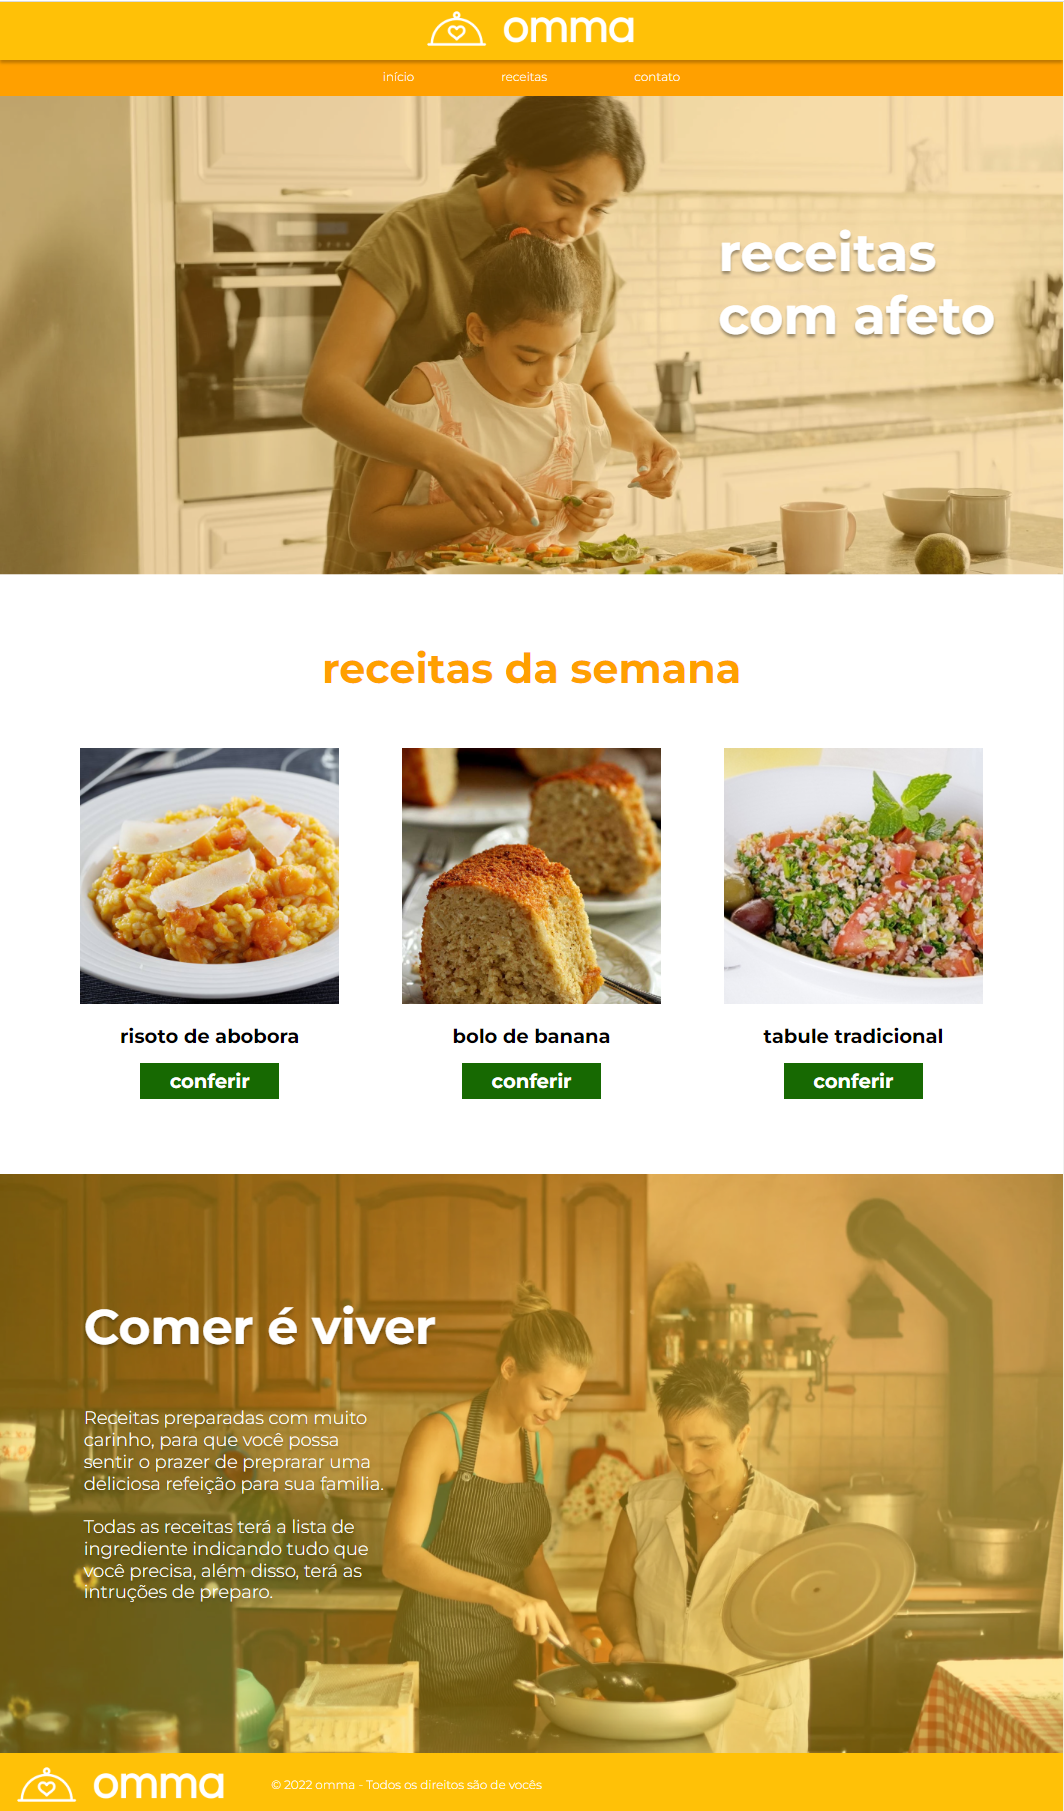 omma
início receitas contato
receitas
com afeto
receitas da semana
risoto de abobora
bolo de banana
tabule tradicional
conferir
conferir
conferir
Comer é viver
Receitas preparadas com muito
carinho, para que você possa
sentir o prazer de preprarar uma
deliciosa refeição para sua familia.
Todas as receitas terá a lista de
ingrediente indicando tudo que
você precisa, além disso, terá as
intruções de preparo.
omma
© 2022 omma - Todos os direitos são de vocês